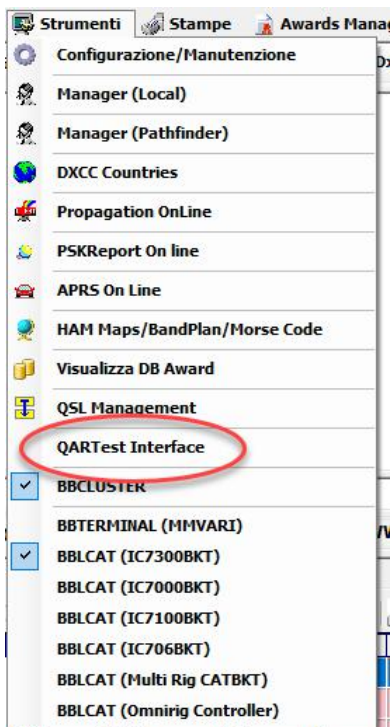 Strumenti Stampe Awards Mana
Configurazione/Manutenzione
Manager (Local)
Manager (Pathfinder)
DXCC Countries
Propagation OnLine
PSKReport On line
APRS On Line
HAM Maps/BandPlan/Morse Code
Visualizza DB Award
QSL Management
QARTest Interface
BBCLUSTER
BBTERMINAL (MMVARI)
BBLCAT (IC7300BKT)
BBLCAT (IC7000BKT)
BBLCAT (IC7100BKT)
BBLCAT (IC706BKT)
BBLCAT (Multi Rig CATBKT)
BBLCAT (Omnirig Controller)